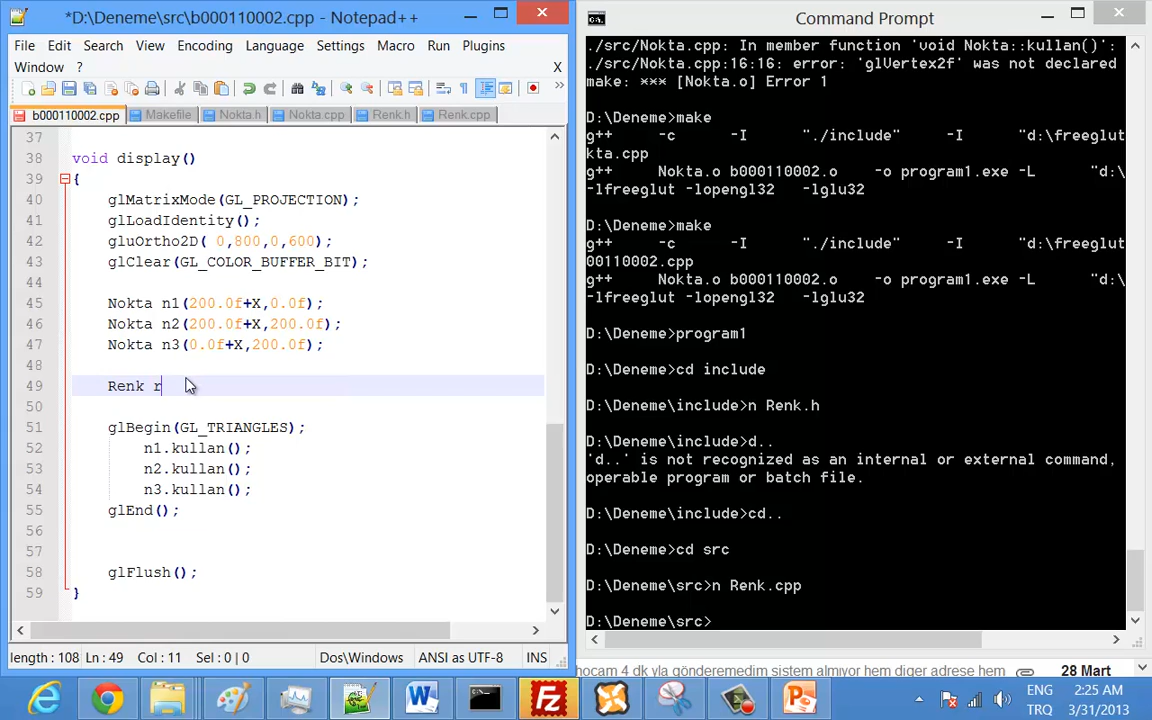 *D:\Deneme\src\b000110002.cpp - Notepad++
File Edit Search View Encoding Language Settings Macro Run Plugins
Window ? X
b000110002.cpp Makefile Nokta.h Nokta.cpp Renk.h Renk.cpp
37
38 void display()
39 {
40 glMatrixMode(GL_PROJECTION);
41 glLoadIdentity();
42 gluOrtho2D( 0,800,0,600);
43 glClear(GL_COLOR_BUFFER_BIT);
44
45 Nokta n1(200.0f+X,0.0f);
46 Nokta n2(200.0f+X,200.0f);
47 Nokta n3(0.0f+X,200.0f);
48
49 Renk r
50
51 glBegin(GL_TRIANGLES);
52 n1.kullan();
53 n2.kullan();
54 n3.kullan();
55 glEnd();
56
57
58 glFlush();
59 }
length : 108 Ln : 49 Col : 11 Sel : 0 | 0 Dos\Windows ANSI as UTF-8 INS
Command Prompt
./src/Nokta.cpp: In member function 'void Nokta::kullan()':
./src/Nokta.cpp:16:16: error: 'glVertex2f' was not declared
make: *** [Nokta.o] Error 1
D:\Deneme>make
g++ -c -I "./include" -I "d:\freeglut
kta.cpp
g++ Nokta.o b000110002.o -o program1.exe -L "d:\
-lfreeglut -lopengl32 -lglu32
D:\Deneme>make
g++ -c -I "./include" -I "d:\freeglut
00110002.cpp
g++ Nokta.o b000110002.o -o program1.exe -L "d:\
-lfreeglut -lopengl32 -lglu32
D:\Deneme>program1
D:\Deneme>cd include
D:\Deneme\include>n Renk.h
D:\Deneme\include>d..
'd..' is not recognized as an internal or external command,
operable program or batch file.
D:\Deneme\include>cd..
D:\Deneme>cd src
D:\Deneme\src>n Renk.cpp
D:\Deneme\src>
hocam 4 dk yla gönderemedim sistem almıyor hem diger adrese hem 28 Mart
ENG 2:25 AM
TRQ 3/31/2013